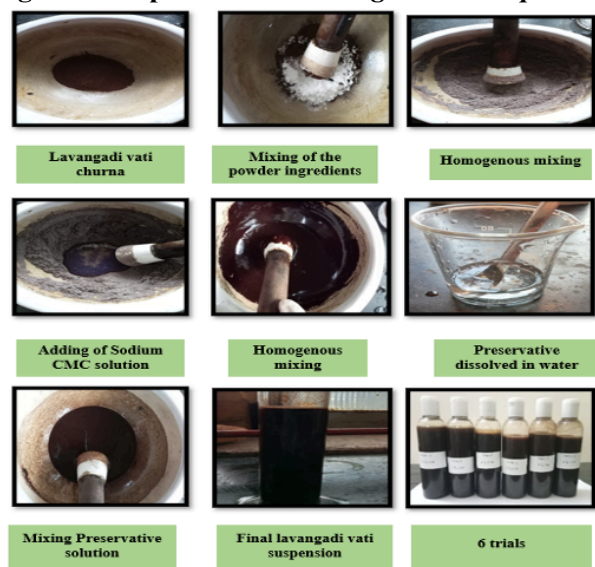 Lavangadi vati
churna
Mixing of the
powder ingredients
Homogenous mixing
Adding of Sodium
CMC solution
Homogenous
mixing
Preservative
dissolved in water
Mixing Preservative
solution
Final lavangadi vati
suspension
6 trials